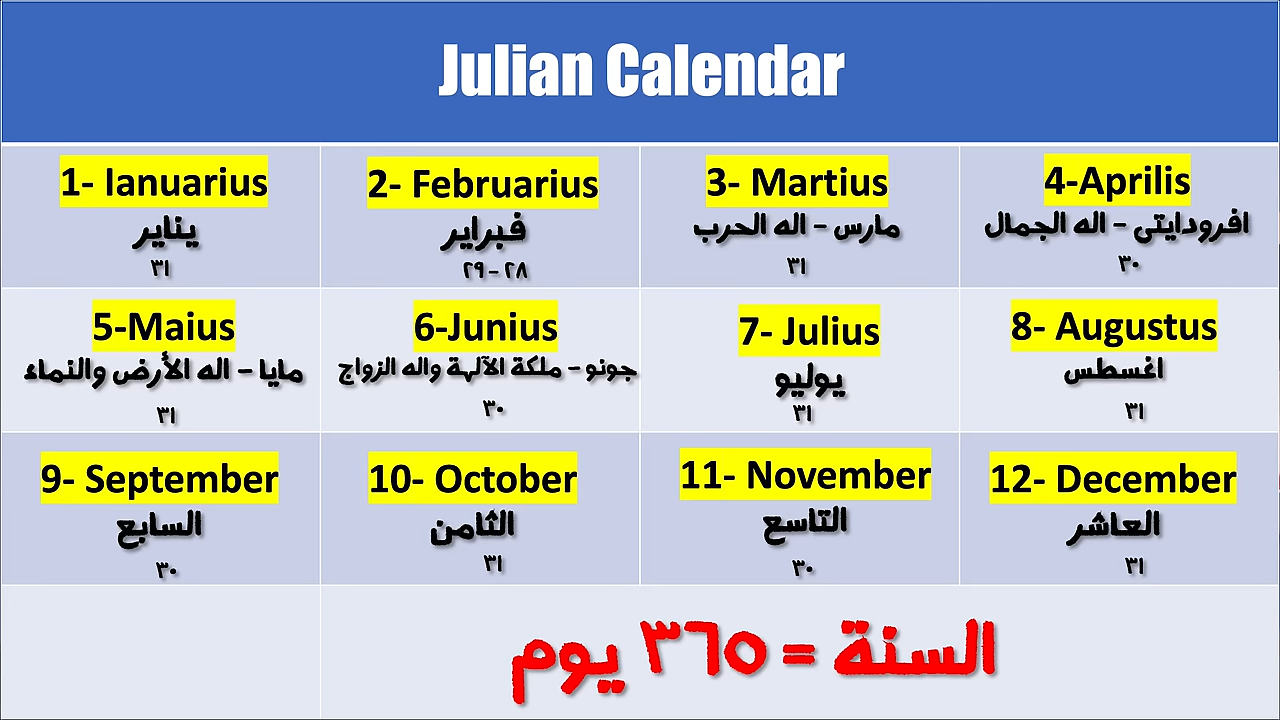 Julian Calendar
1- Ianuarius
يناير
٣١
2- Februarius
فبراير
٢٨ - ٢٩
3- Martius
مارس - اله الحرب
٣١
4-Aprilis
افرودايتى - اله الجمال
٣٠
5-Maius
مايا - اله الأرض والنماء
٣١
6-Junius
جونو - ملكة الآلهة واله الزواج
٣٠
7- Julius
يوليو
٣١
8- Augustus
اغسطس
٣١
9- September
السابع
٣٠
10- October
الثامن
٣١
11- November
التاسع
٣٠
12- December
العاشر
٣١
السنة = ٣٦٥ يوم